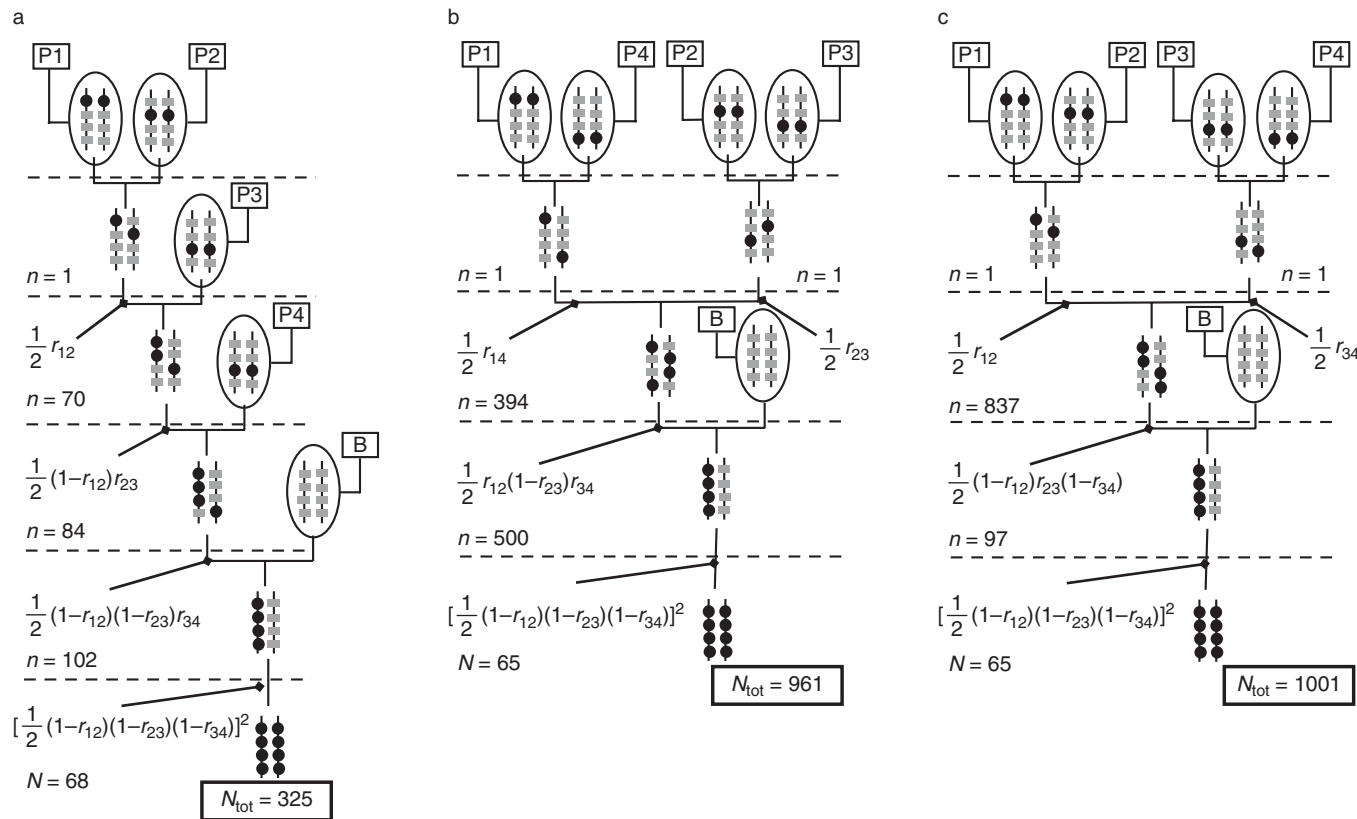 a
P1
P2
P3
n = 1
1/2 r₁₂
P4
n = 70
1/2 (1–r₁₂)r₂₃
B
n = 84
1/2 (1–r₁₂)(1–r₂₃)r₃₄
n = 102
[1/2 (1–r₁₂)(1–r₂₃)(1–r₃₄)]²
N = 68
Nₜₒₜ = 325
b
P1
P4
P2
P3
n = 1
n = 1
1/2 r₁₄
B
1/2 r₂₃
n = 394
1/2 r₁₂(1–r₂₃)r₃₄
n = 500
[1/2 (1–r₁₂)(1–r₂₃)(1–r₃₄)]²
N = 65
Nₜₒₜ = 961
c
P1
P2
P3
P4
n = 1
n = 1
1/2 r₁₂
B
1/2 r₃₄
n = 837
1/2 (1–r₁₂)r₂₃(1–r₃₄)
n = 97
[1/2 (1–r₁₂)(1–r₂₃)(1–r₃₄)]²
N = 65
Nₜₒₜ = 1001